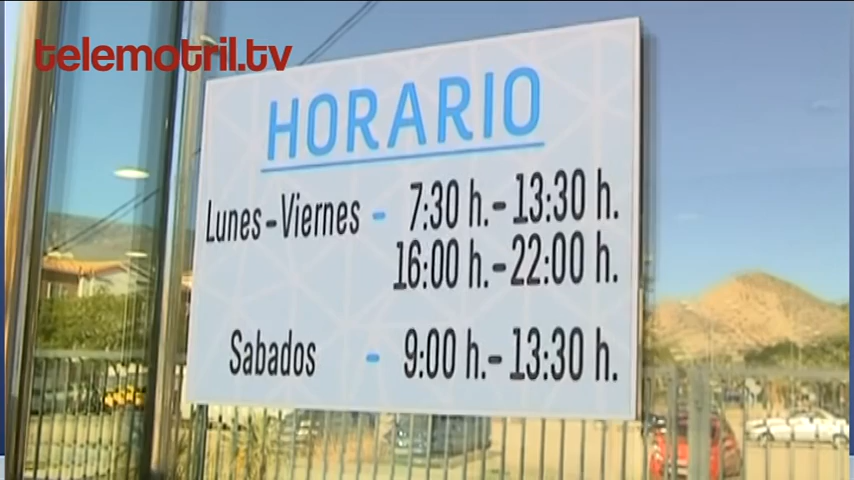 telemotril.tv
HORARIO
Lunes-Viernes - 7:30 h.-13:30 h.
16:00 h.-22:00 h.
Sabados - 9:00 h.-13:30 h.